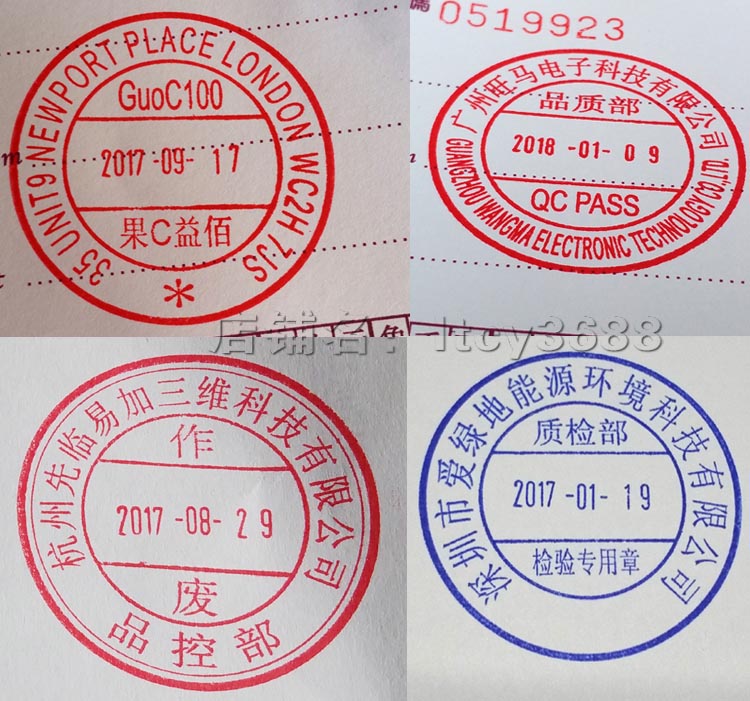 35 UNIT9 NEWPORT PLACE LONDON WC2H 7JS
GuoC100
2017-09-17
果C益佰
*
0519923
广州旺马电子科技有限公司
品质部
2018-01-09
QC PASS
GUANGZHOU WANGMA ELECTRONIC TECHNOLOGY CO.,LTD
店铺名：ltcy3688
杭州先临易加三维科技有限公司
作
2017-08-29
废
品控部
深圳市爱绿地能源环境科技有限公司
质检部
2017-01-19
检验专用章